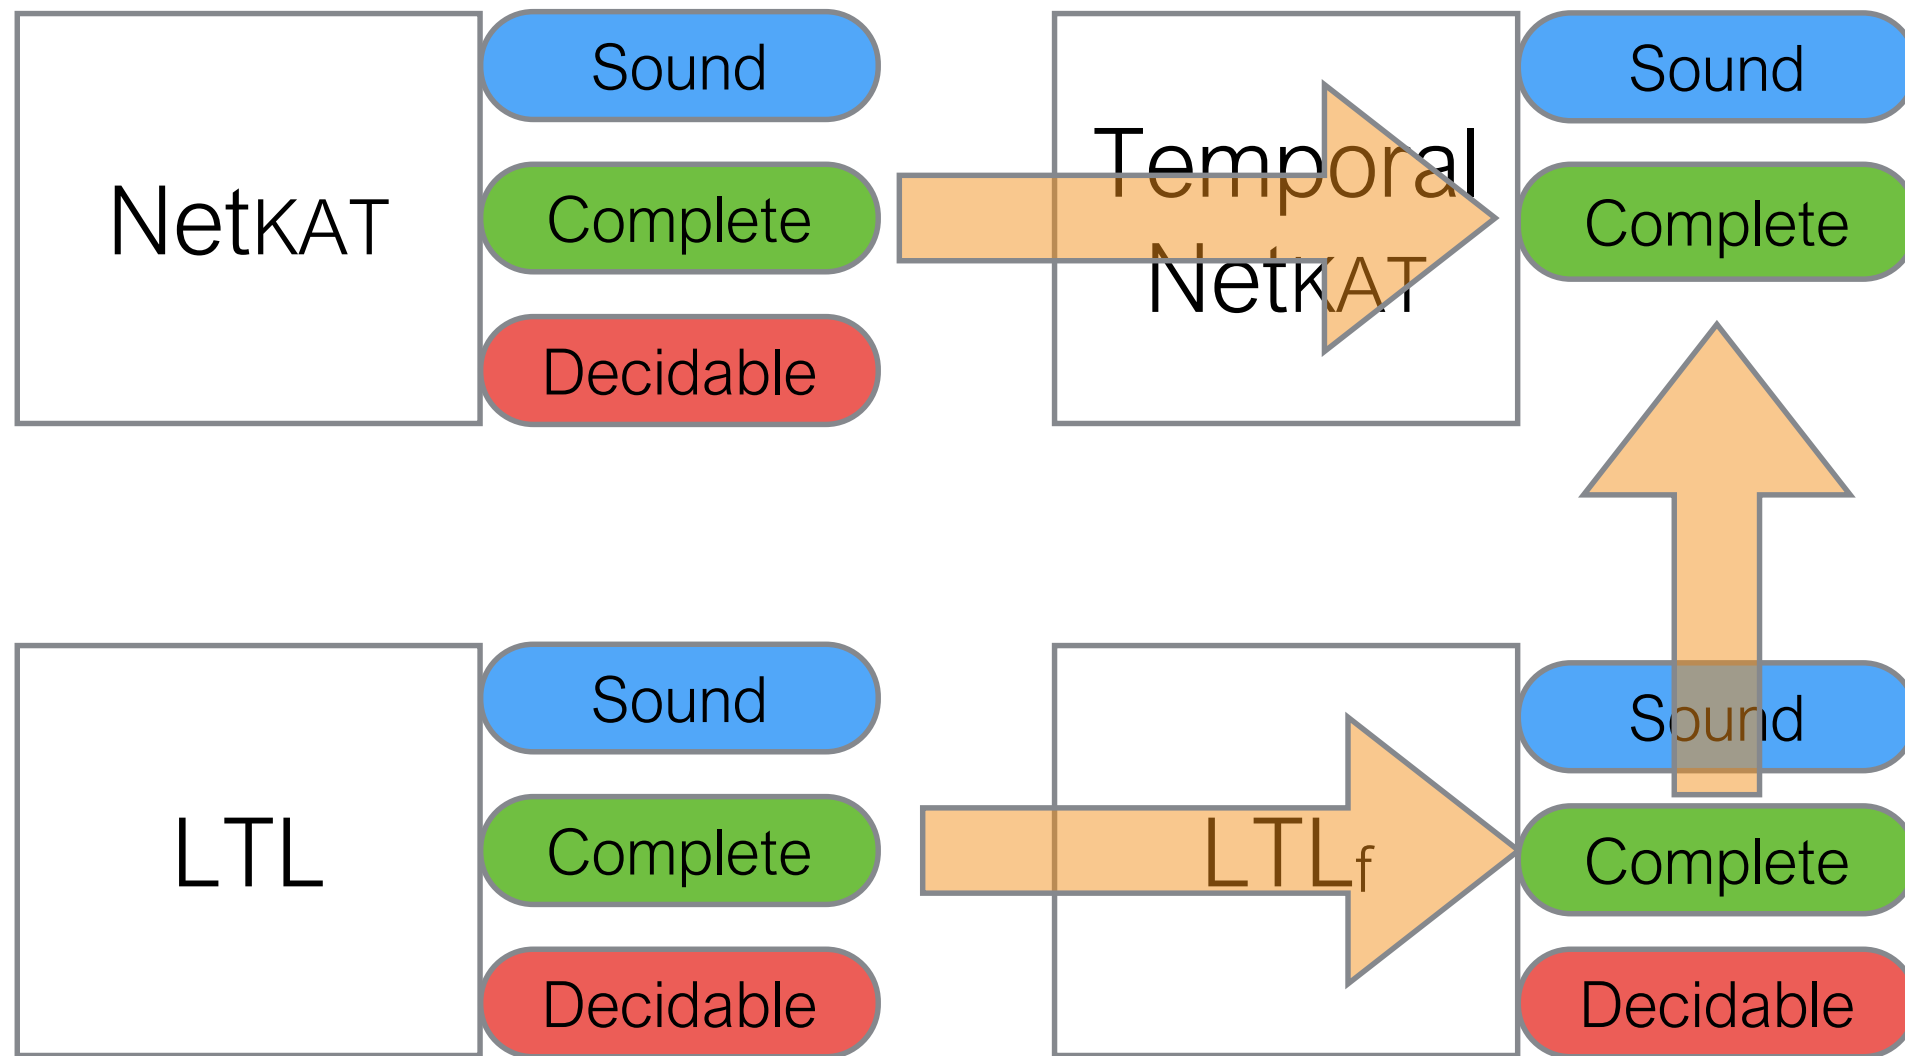 NetKAT
Sound
Complete
Decidable
Temporal
NetKAT
Sound
Complete
LTL
Sound
Complete
Decidable
LTLf
Sound
Complete
Decidable